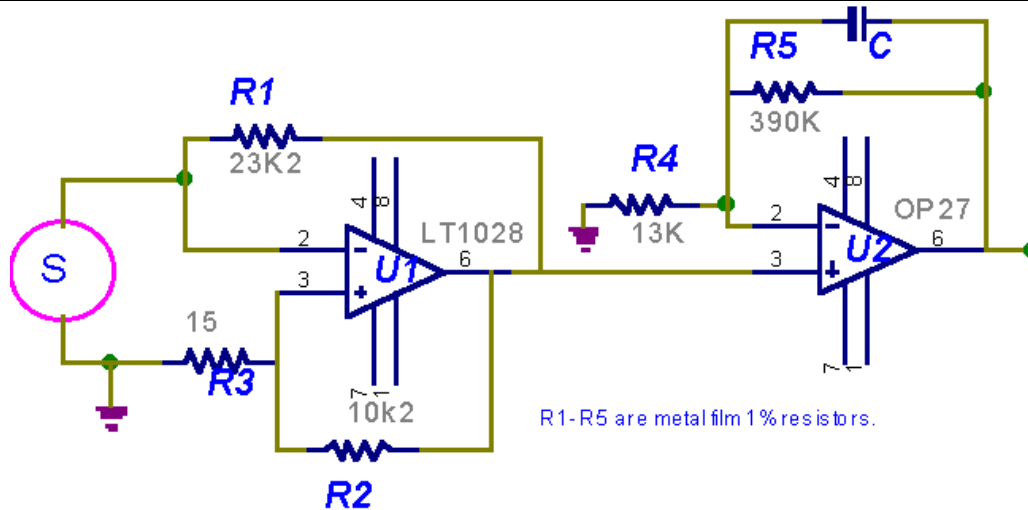 R5
C
390K
R1
23K2
R4
13K
4
8
LT1028
2
6
3
U1
7
1
S
15
R3
10k2
R2
4
8
OP27
2
6
3
U2
7
1
R1-R5 are metal film 1% resistors.